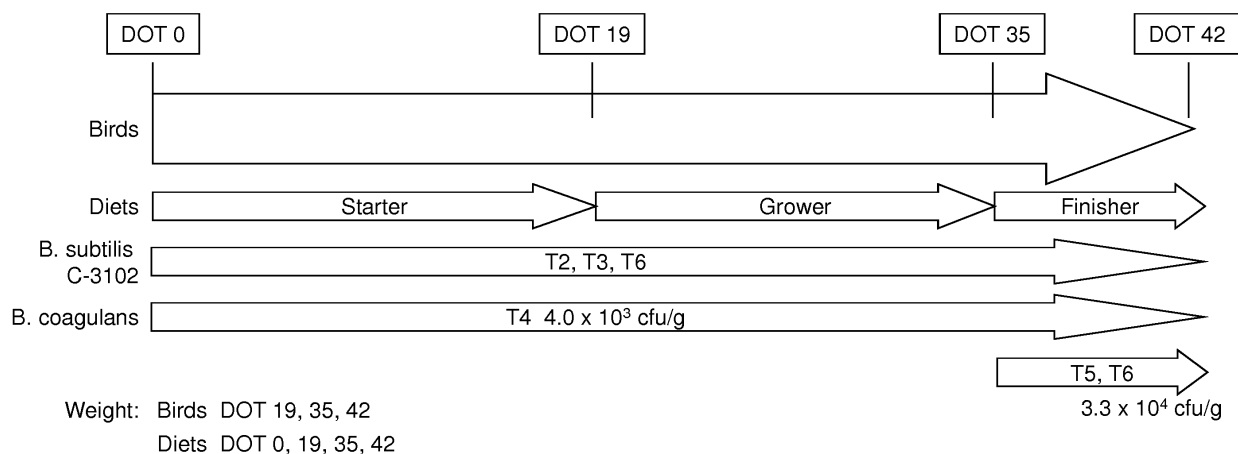 DOT 0 DOT 19 DOT 35 DOT 42
Birds
Diets Starter Grower Finisher
B. subtilis
C-3102
T2, T3, T6
B. coagulans T4 4.0 x 10³ cfu/g
T5, T6
3.3 x 10⁴ cfu/g
Weight: Birds DOT 19, 35, 42
Diets DOT 0, 19, 35, 42